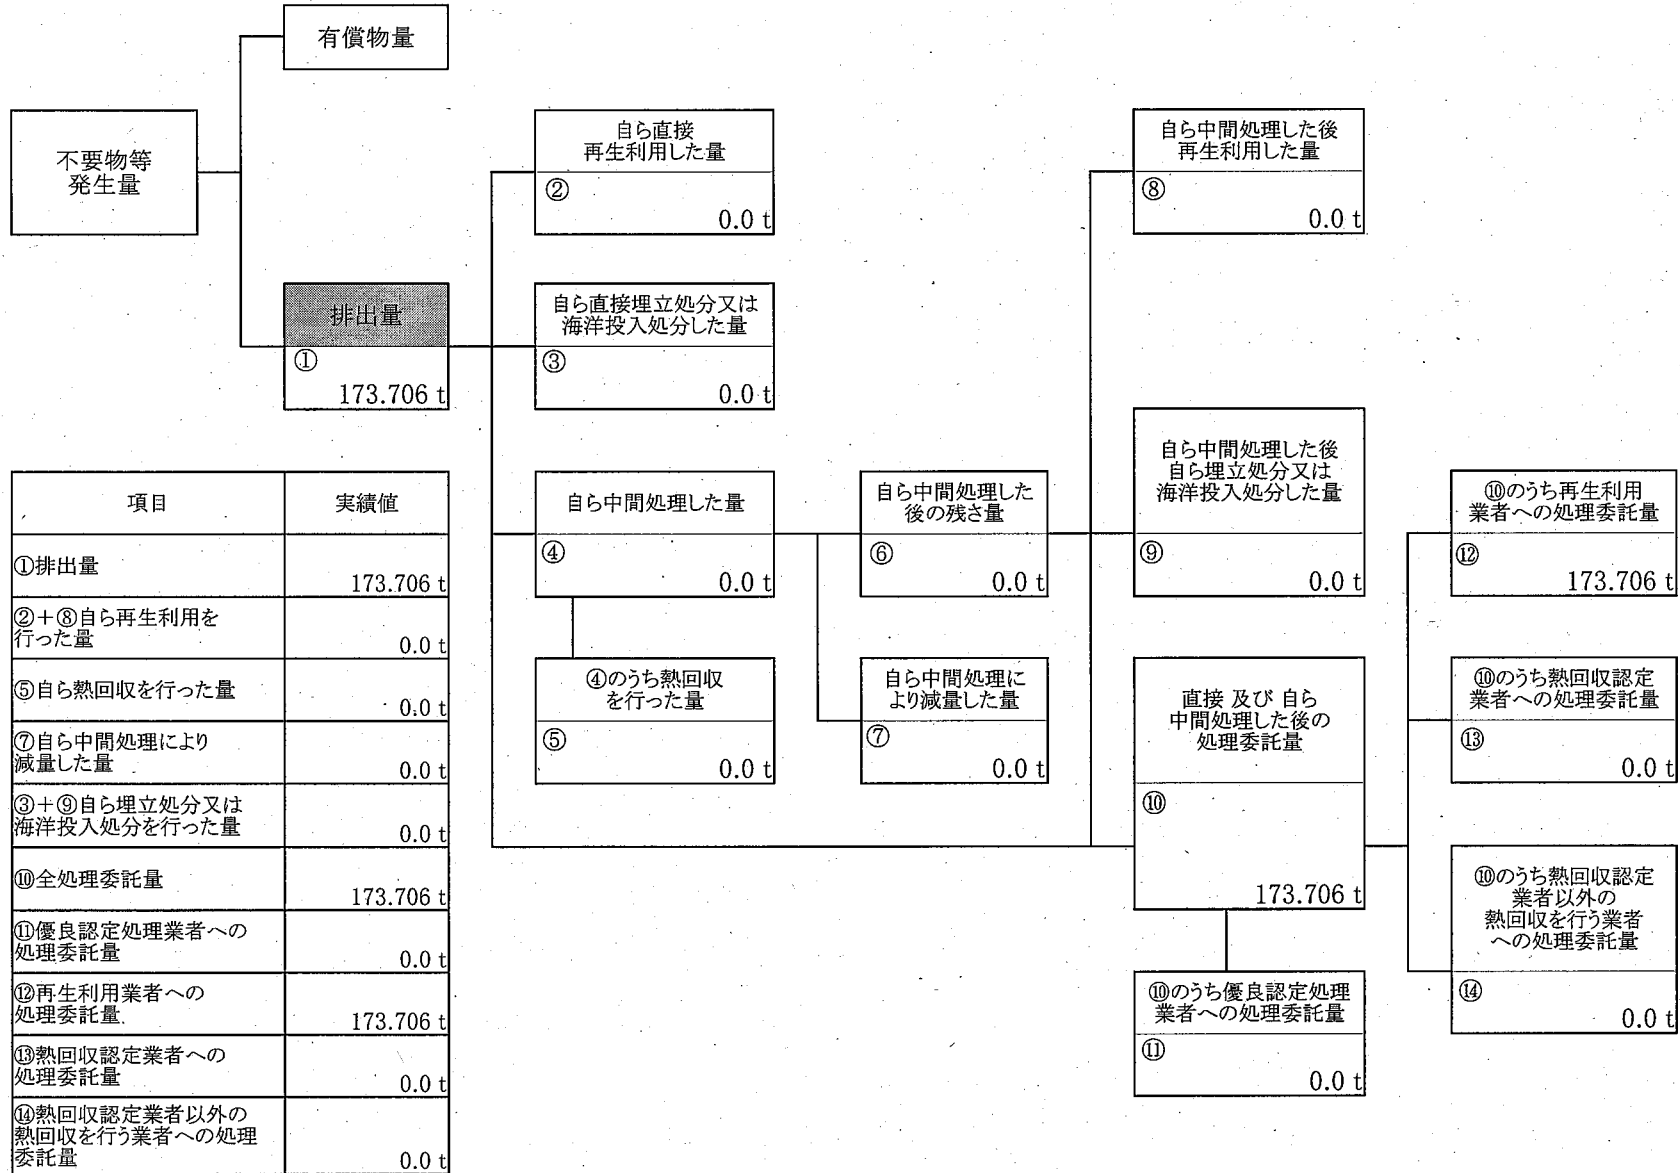 有償物量
不要物等
発生量
自ら直接
再生利用した量
②
0.0 t
自ら中間処理した後
再生利用した量
⑧
0.0 t
排出量
①
173.706 t
自ら直接埋立処分又は
海洋投入処分した量
③
0.0 t
自ら中間処理した量
④
0.0 t
自ら中間処理した
後の残さ量
⑥
0.0 t
自ら中間処理した後
自ら埋立処分又は
海洋投入処分した量
⑨
0.0 t
⑩のうち再生利用
業者への処理委託量
⑫
173.706 t
④のうち熱回収
を行った量
⑤
0.0 t
自ら中間処理に
より減量した量
⑦
0.0 t
直接 及び 自ら
中間処理した後の
処理委託量
⑩
173.706 t
⑩のうち熱回収認定
業者への処理委託量
⑬
0.0 t
⑩のうち熱回収認定
業者以外の
熱回収を行う業者
への処理委託量
⑭
0.0 t
⑩のうち優良認定処理
業者への処理委託量
⑪
0.0 t
項目 実績値
①排出量
173.706 t
②+⑧自ら再生利用を
行った量
0.0 t
⑤自ら熱回収を行った量
0.0 t
⑦自ら中間処理により
減量した量
0.0 t
③+⑨自ら埋立処分又は
海洋投入処分を行った量
0.0 t
⑩全処理委託量
173.706 t
⑪優良認定処理業者への
処理委託量
0.0 t
⑫再生利用業者への
処理委託量
173.706 t
⑬熱回収認定業者への
処理委託量
0.0 t
⑭熱回収認定業者以外の
熱回収を行う業者への処理
委託量
0.0 t